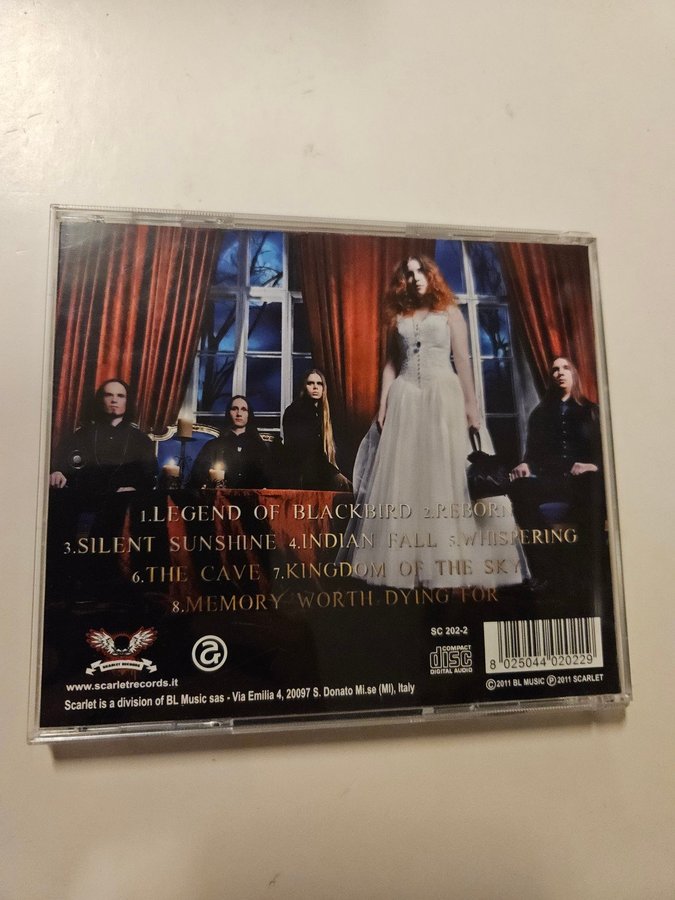 1.LEGEND OF BLACKBIRD 2.REBORN
3.SILENT SUNSHINE 4.INDIAN FALL 5.WHISPERING
6.THE CAVE 7.KINGDOM OF THE SKY
8.MEMORY WORTH DYING FOR
SCARLET RECORDS
www.scarletrecords.it
Scarlet is a division of BL Music sas - Via Emilia 4, 20097 S. Donato Mi.se (MI), Italy
SC 202-2
COMPACT
disc
DIGITAL AUDIO
8 025044 020229
©2011 BL MUSIC ℗2011 SCARLET